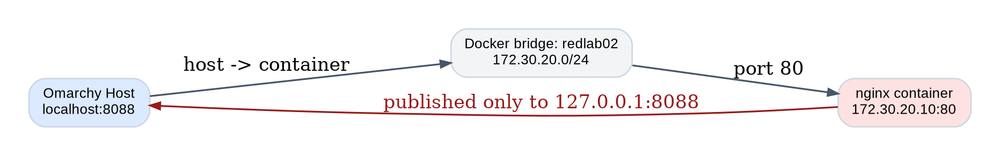 Docker bridge: redlab02
172.30.20.0/24
host -> container
port 80
Omarchy Host
localhost:8088
published only to 127.0.0.1:8088
nginx container
172.30.20.10:80